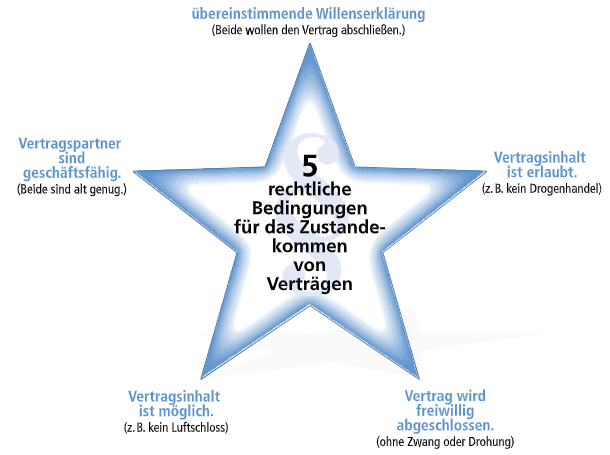 übereinstimmende Willenserklärung
(Beide wollen den Vertrag abschließen.)
Vertragspartner
sind
geschäftsfähig.
(Beide sind alt genug.)
5
rechtliche
Bedingungen
für das Zustande-
kommen
von
Verträgen
Vertragsinhalt
ist erlaubt.
(z. B. kein Drogenhandel)
Vertragsinhalt
ist möglich.
(z. B. kein Luftschloss)
Vertrag wird
freiwillig
abgeschlossen.
(ohne Zwang oder Drohung)
§